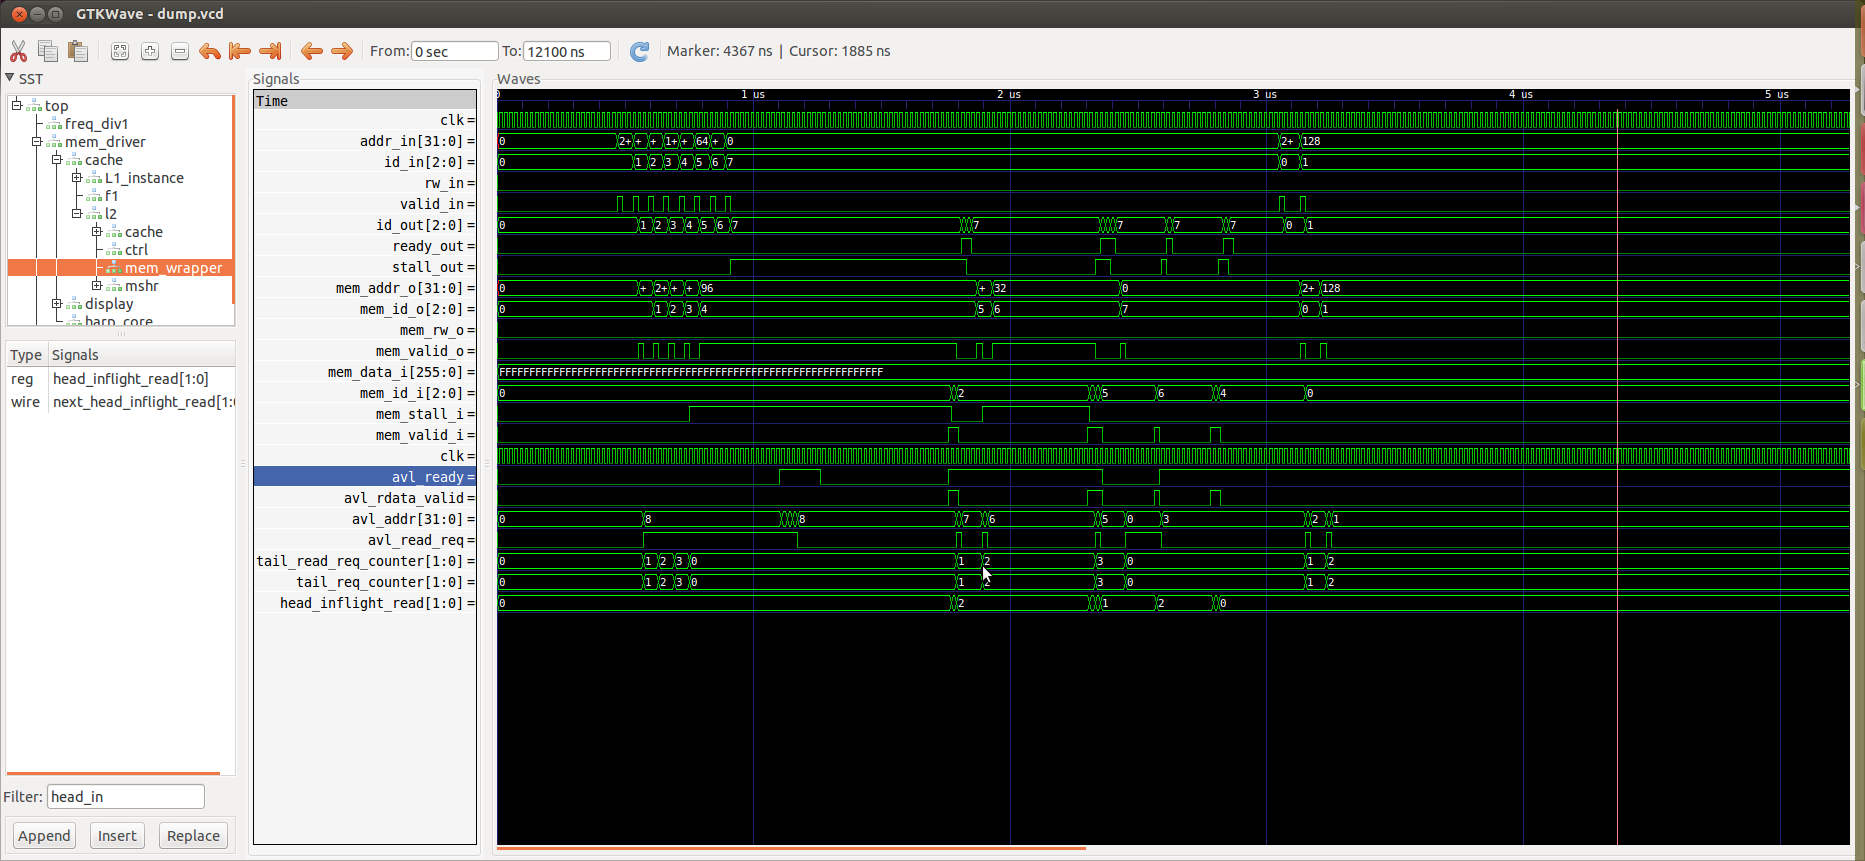 GTKWave - dump.vcd
From: 0 sec To: 12100 ns Marker: 4367 ns | Cursor: 1885 ns
SST
top
freq_div1
mem_driver
cache
L1_instance
f1
l2
cache
ctrl
mem_wrapper
mshr
display
harp_core
Type Signals
reg head_inflight_read[1:0]
wire next_head_inflight_read[1:
Filter: head_in
Append Insert Replace
Signals
Waves
Time 0 1 us 2 us 3 us 4 us 5 us
clk =
addr_in[31:0] = 0 2+ + + 1+ + 64 + 0 2+ 128
id_in[2:0] = 0 1 2 3 4 5 6 7 0 1
rw_in =
valid_in =
id_out[2:0] = 0 1 2 3 4 5 6 7 7 7 7 7 0 1
ready_out =
stall_out =
mem_addr_o[31:0] = 0 + 2+ + + 96 + 32 0 2+ 128
mem_id_o[2:0] = 0 1 2 3 4 5 6 7 0 1
mem_rw_o =
mem_valid_o =
mem_data_i[255:0] = FFFFFFFFFFFFFFFFFFFFFFFFFFFFFFFFFFFFFFFFFFFFFFFFFFFFFFFFFFFFFFFF
mem_id_i[2:0] = 0 2 5 6 4 0
mem_stall_i =
mem_valid_i =
clk =
avl_ready =
avl_rdata_valid =
avl_addr[31:0] = 0 8 8 7 6 5 0 3 2 1
avl_read_req =
tail_read_req_counter[1:0] = 0 1 2 3 0 1 2 3 0 1 2
tail_req_counter[1:0] = 0 1 2 3 0 1 2 3 0 1 2
head_inflight_read[1:0] = 0 2 1 2 0